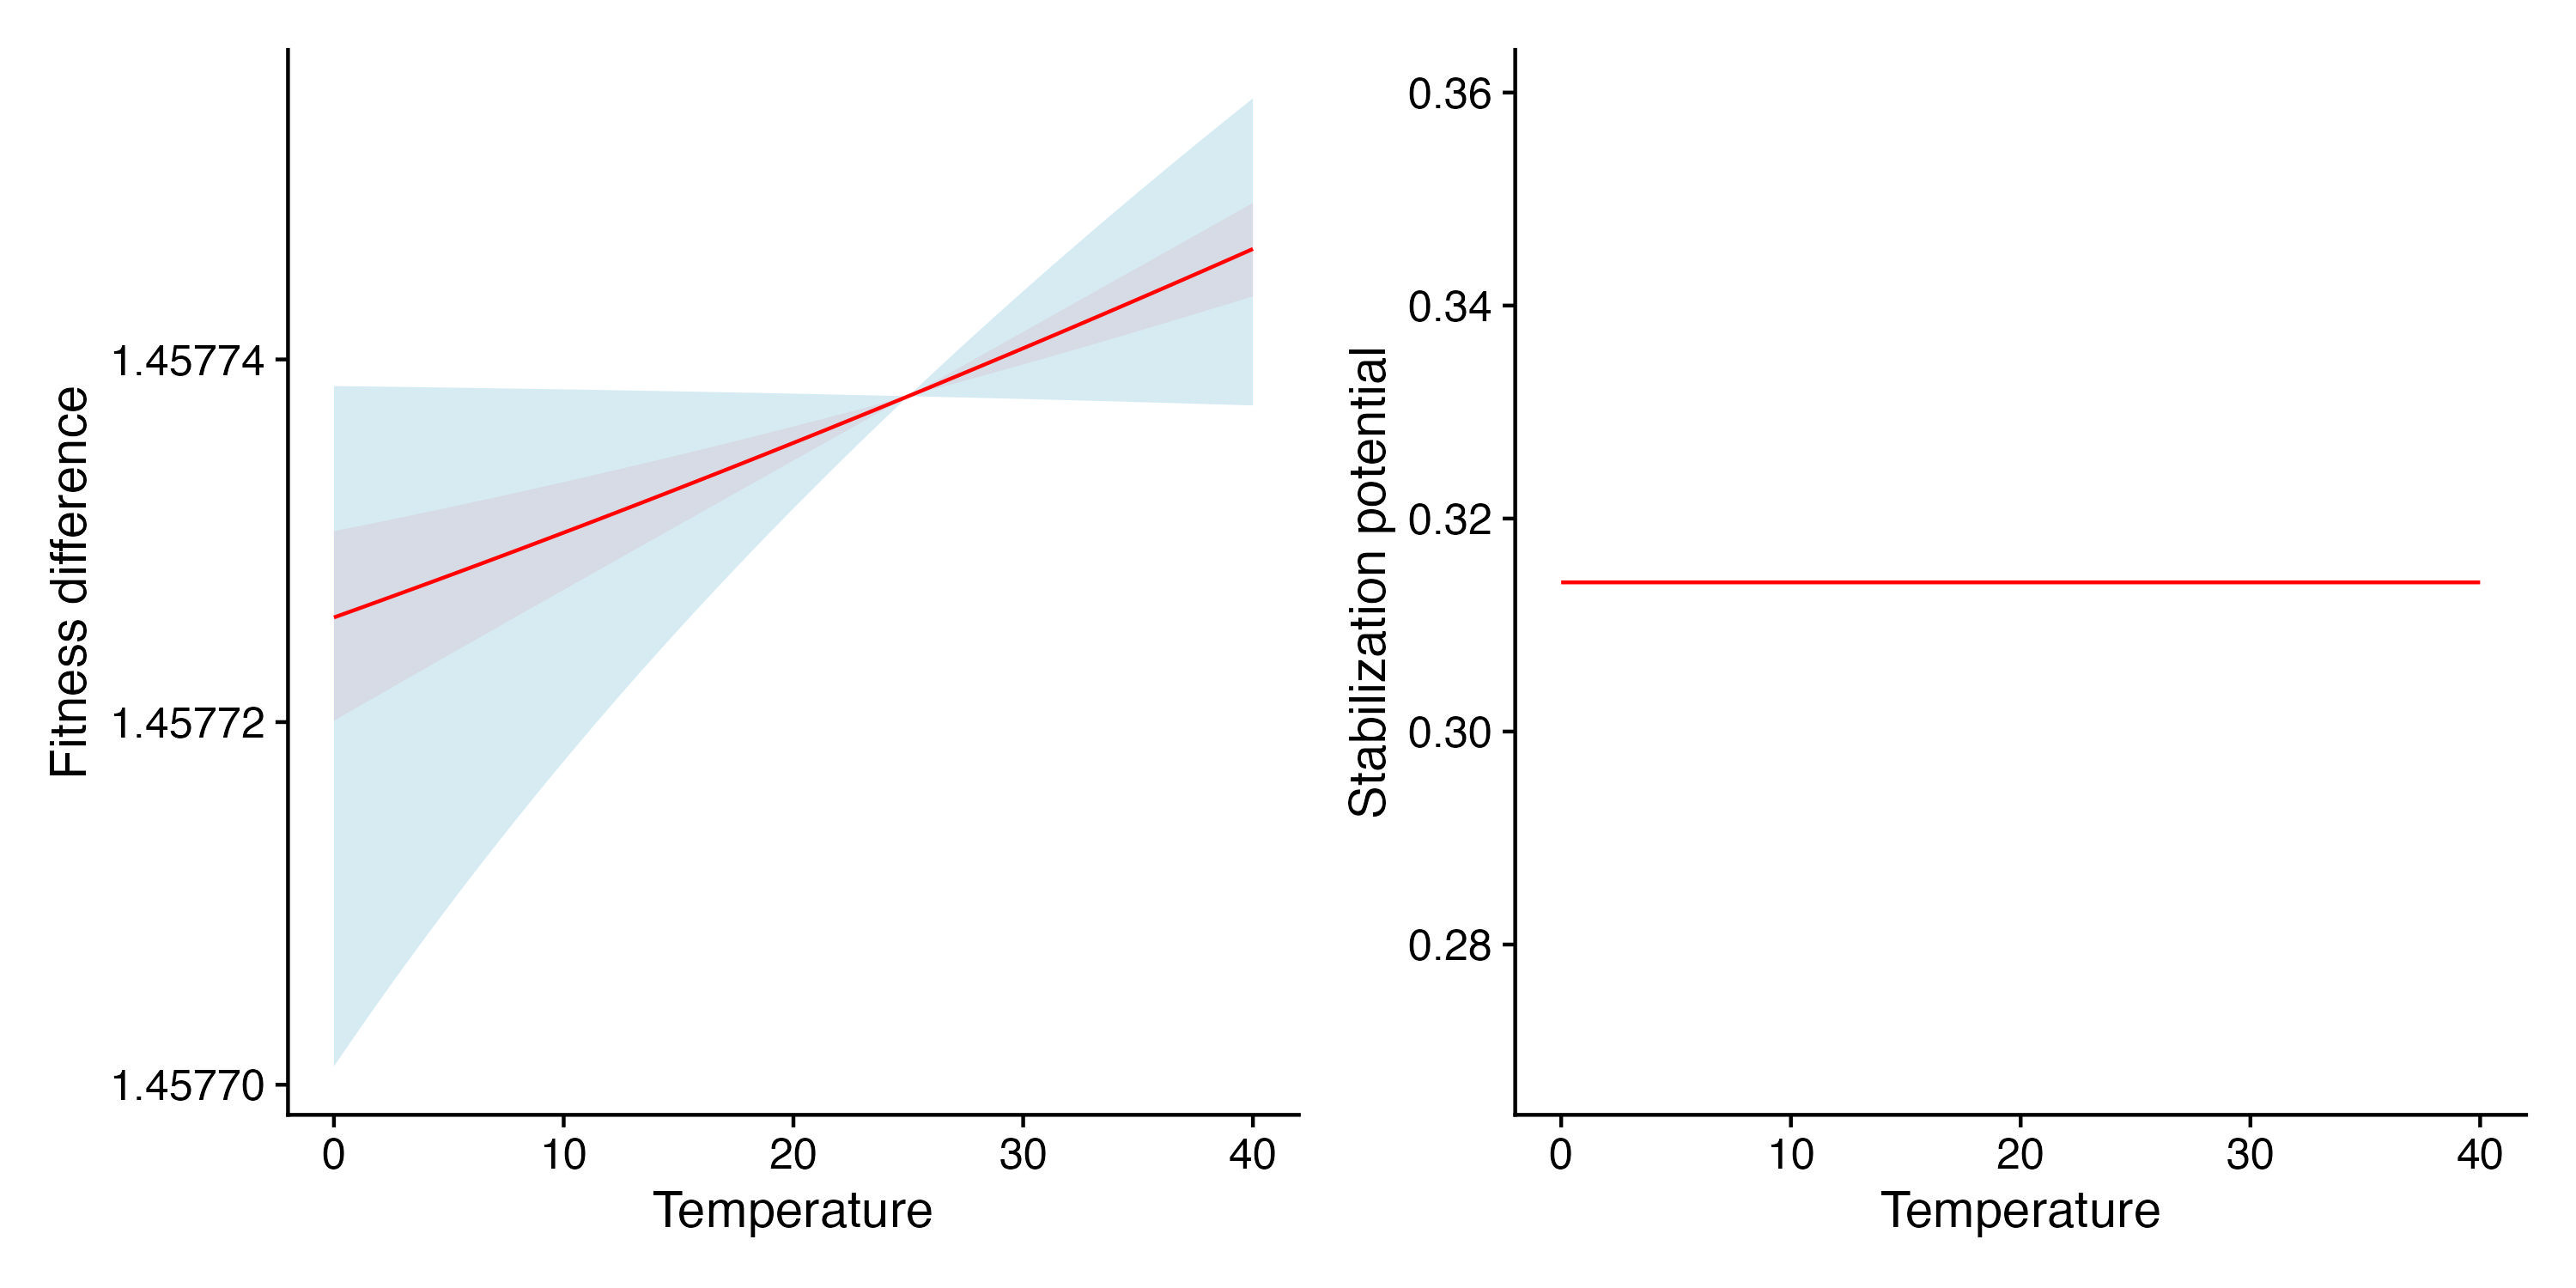 Fitness difference
1.45774
1.45772
1.45770
0 10 20 30 40
Temperature
Stabilization potential
0.36
0.34
0.32
0.30
0.28
0 10 20 30 40
Temperature